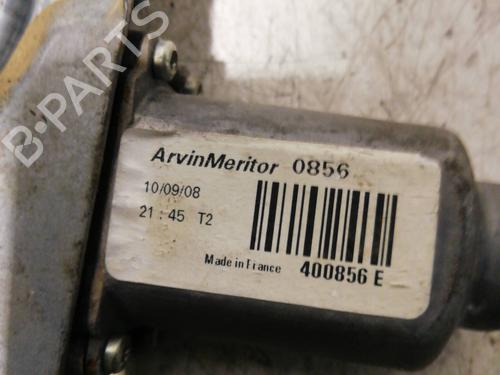 B-PARTS
ArvinMeritor 0856
10/09/08
21:45 T2
Made in France 400856 E